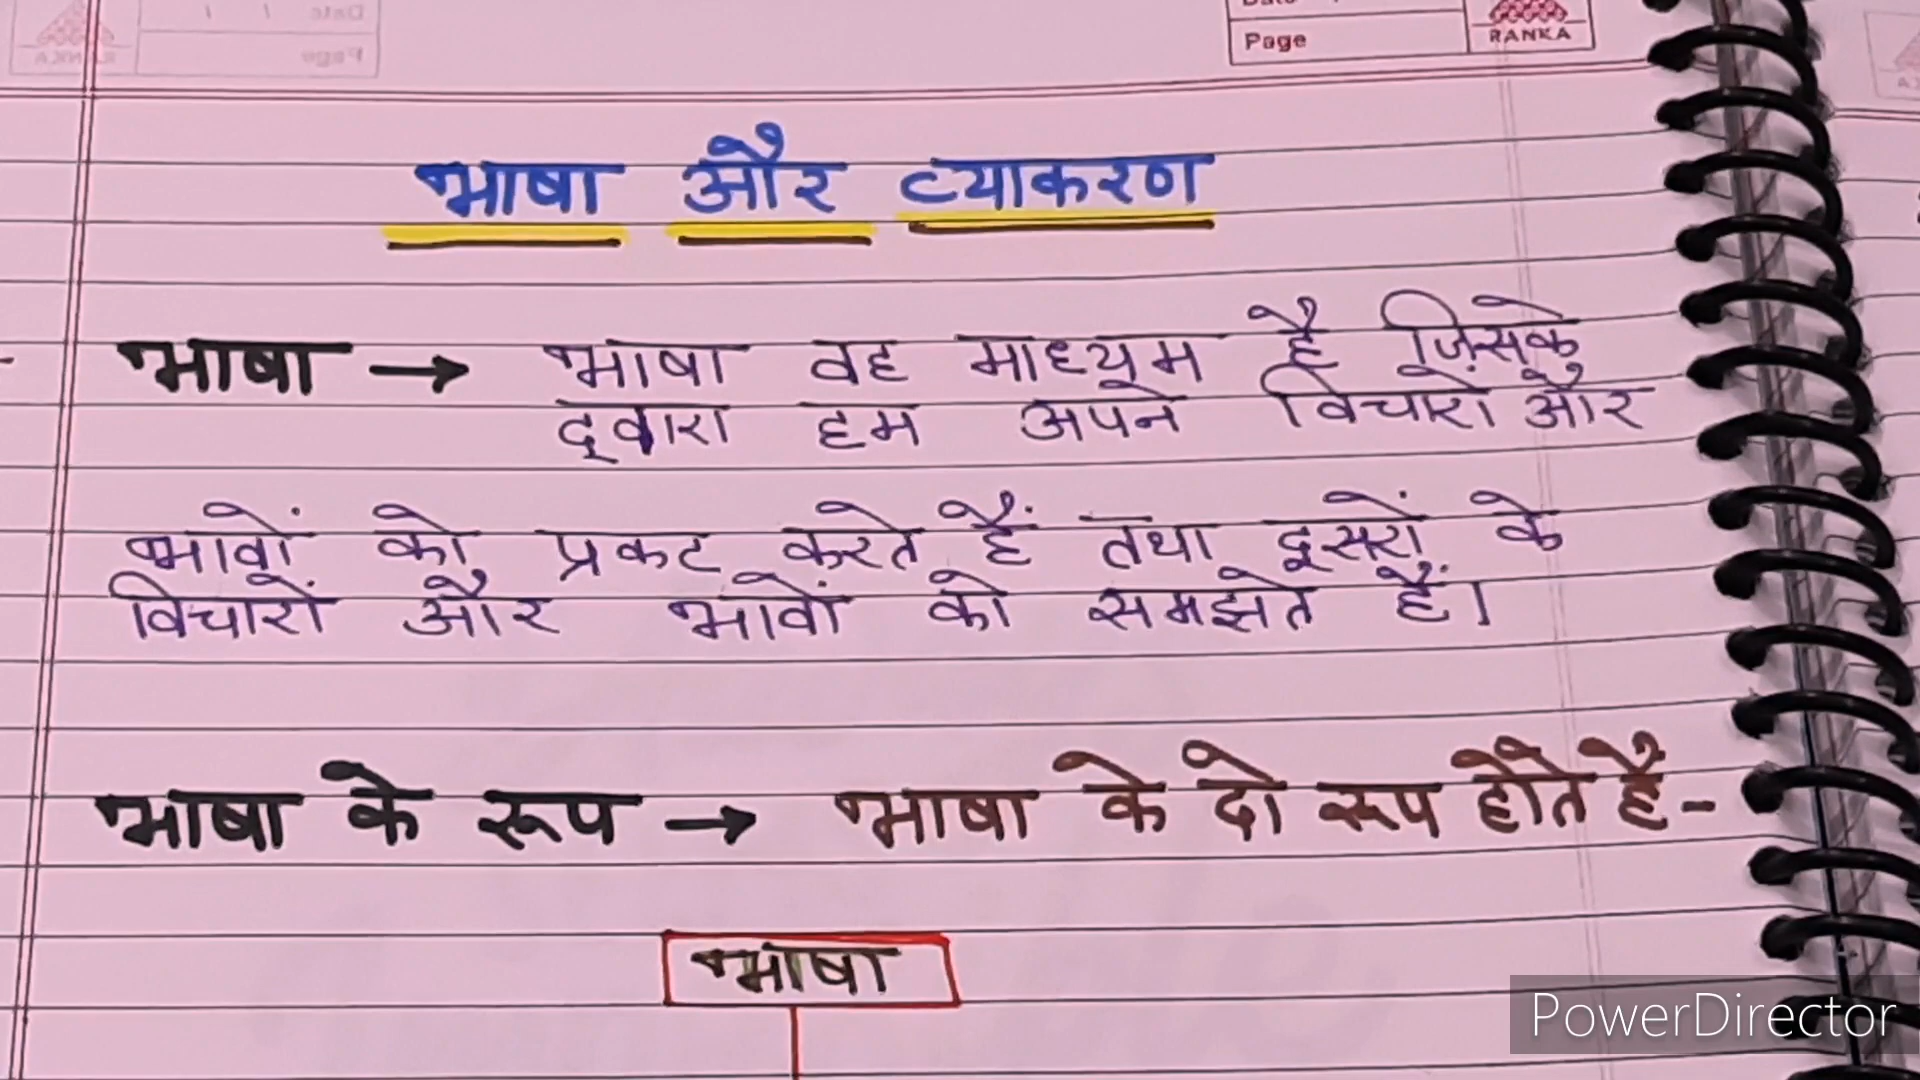 Page
RANKA
भाषा और व्याकरण
भाषा → भाषा वह माध्यम है जिसके
द्वारा हम अपने विचारों और
भावों को प्रकट करते हैं तथा दूसरों के
विचारों और भावों को समझते हैं।
भाषा के रूप → भाषा के दो रूप होते हैं-
भाषा
PowerDirector